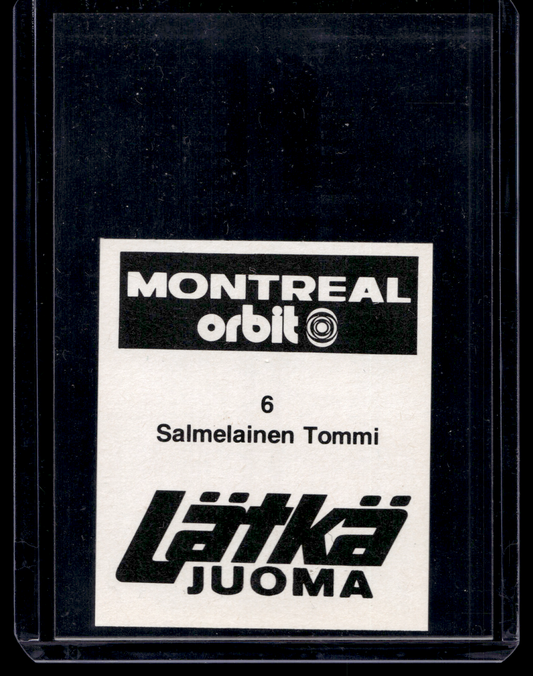 MONTREAL
orbit
6
Salmelainen Tommi
Lätkä
JUOMA